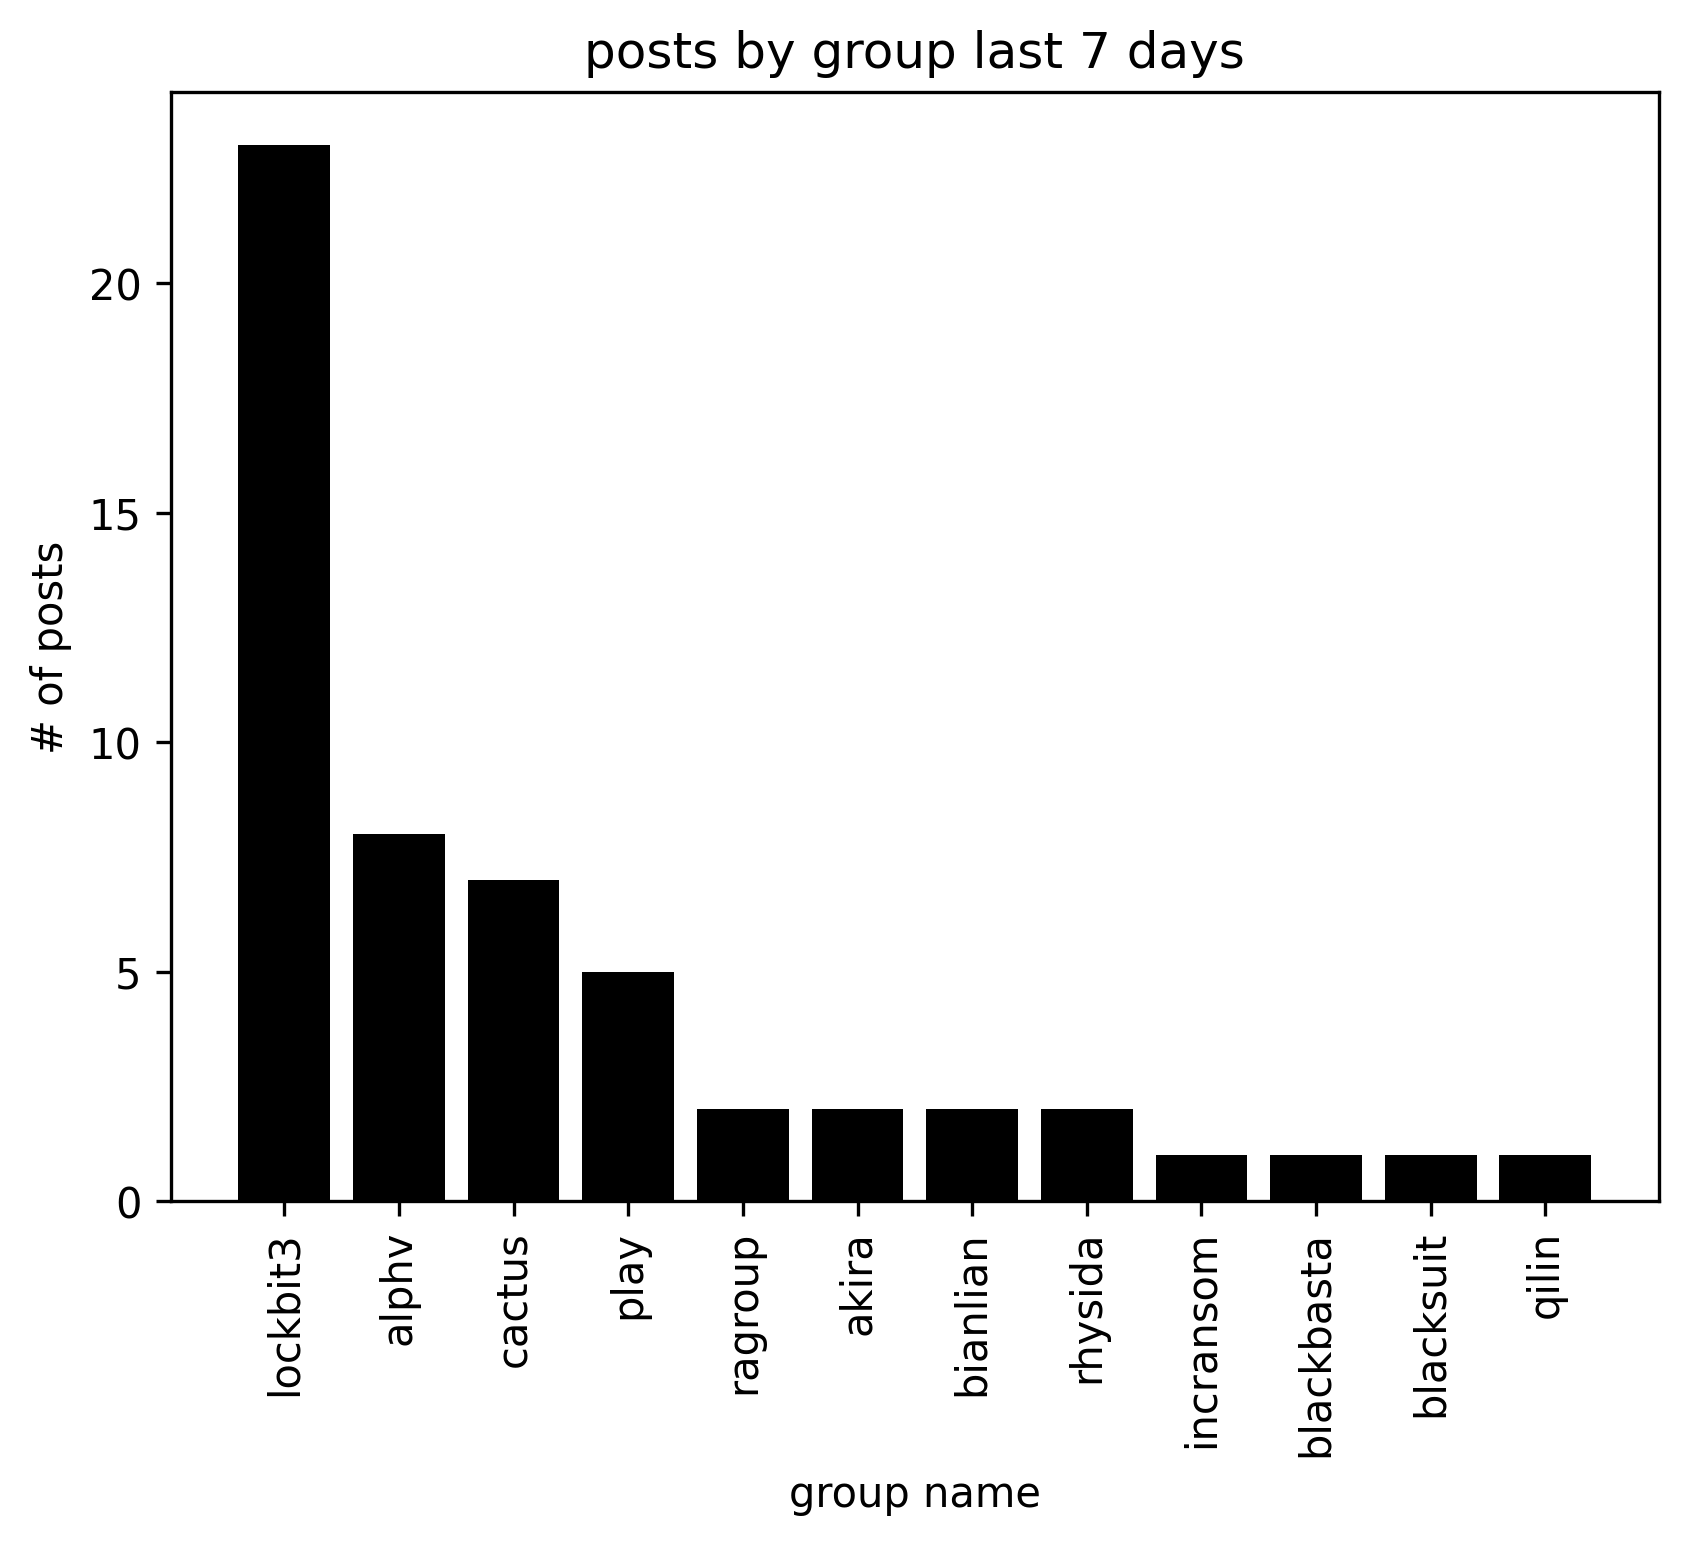 posts by group last 7 days
# of posts
20
15
10
5
0
lockbit3
alphv
cactus
play
ragroup
akira
bianlian
rhysida
incransom
blackbasta
blacksuit
qilin
group name